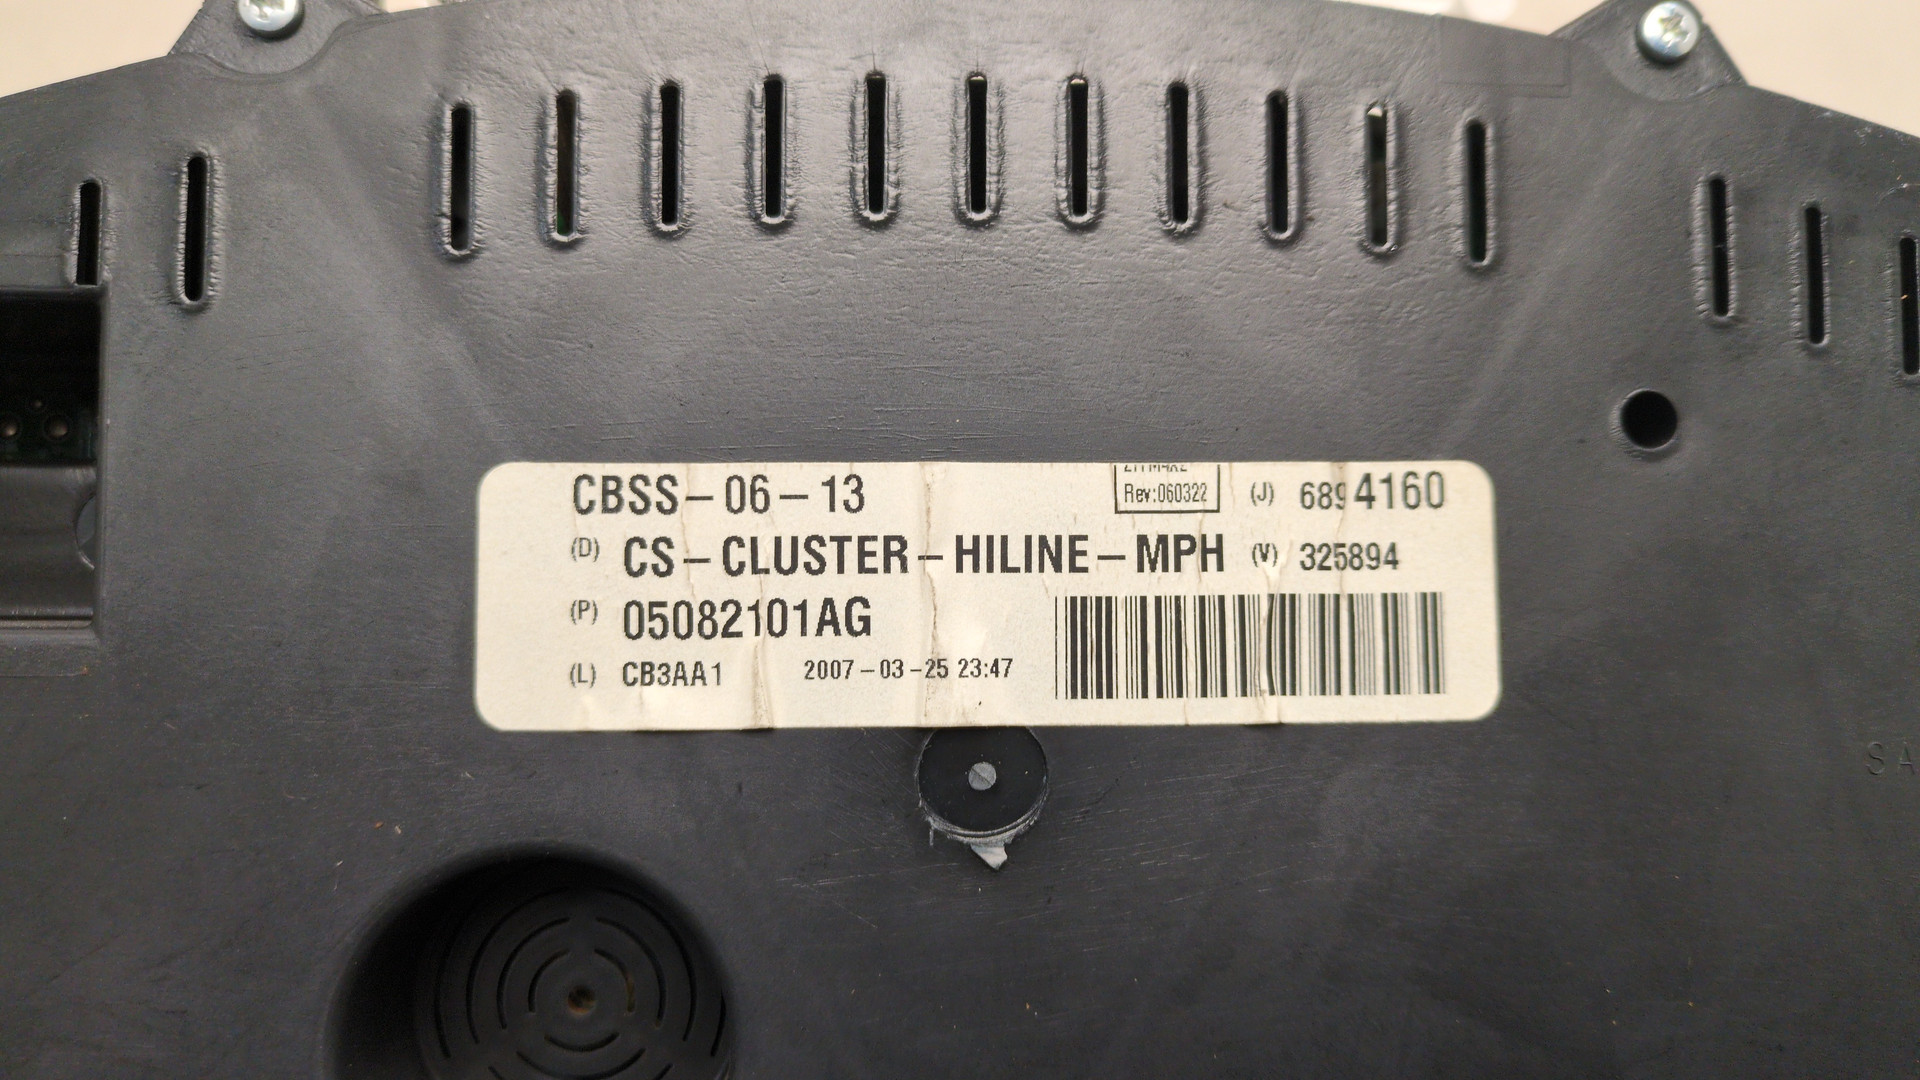 CBSS-06-13
Rev:060322
(J) 6894160
(D) CS-CLUSTER-HILINE-MPH (V) 325894
(P) 05082101AG
(L) CB3AA1 2007-03-25 23:47